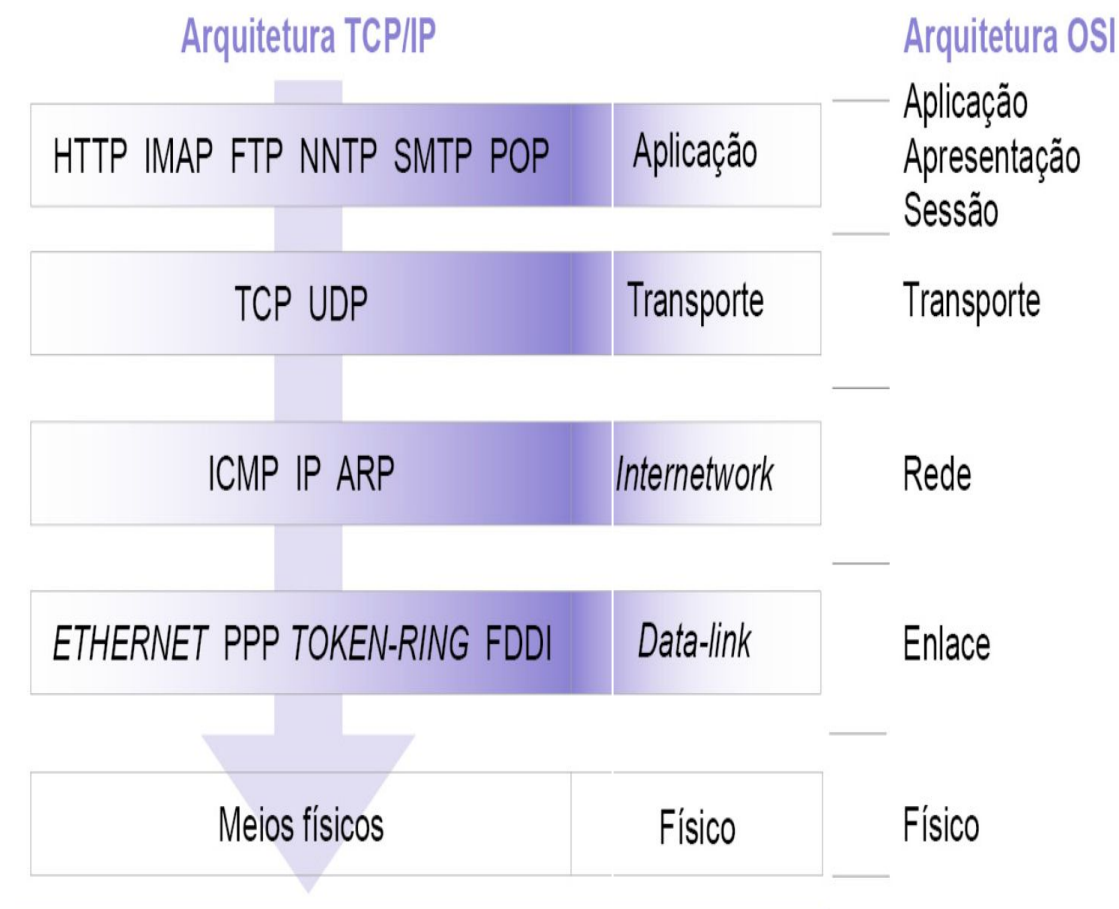 Arquitetura TCP/IP
Arquitetura OSI
HTTP IMAP FTP NNTP SMTP POP
Aplicação
Aplicação
Apresentação
Sessão
TCP UDP
Transporte
Transporte
ICMP IP ARP
Internetwork
Rede
ETHERNET PPP TOKEN-RING FDDI
Data-link
Enlace
Meios físicos
Físico
Físico